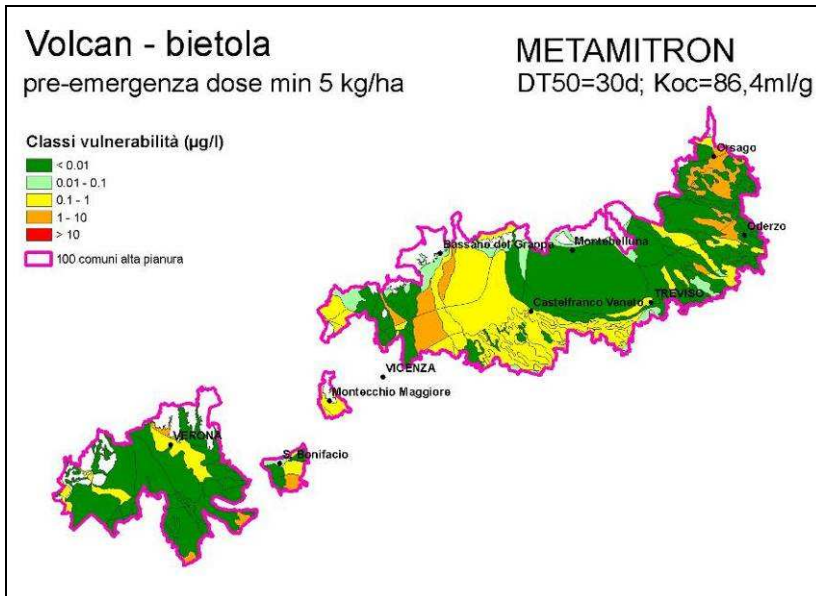 Volcan - bietola
pre-emergenza dose min 5 kg/ha
METAMITRON
DT50=30d; Koc=86,4ml/g
Classi vulnerabilità (µg/l)
< 0.01
0.01 - 0.1
0.1 - 1
1 - 10
> 10
100 comuni alta pianura
Orsago
Oderzo
Bassano del Grappa
Montebelluna
TREVISO
Castelfranco Veneto
VICENZA
Montecchio Maggiore
VERONA
S. Bonifacio